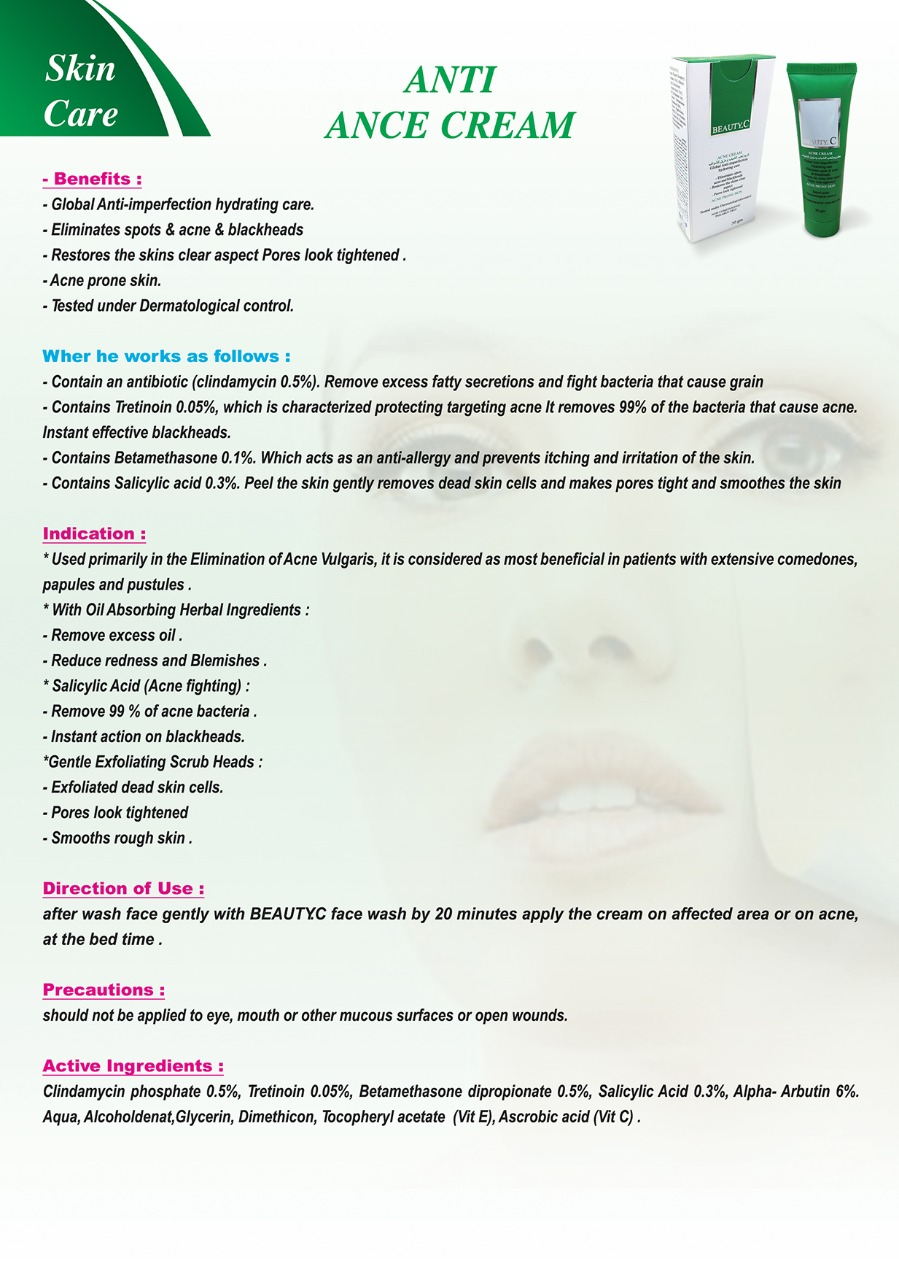 Skin
Care
ANTI
ANCE CREAM
BEAUTY.C
ACNE CREAM
- Benefits :
- Global Anti-imperfection hydrating care.
- Eliminates spots & acne & blackheads
- Restores the skins clear aspect Pores look tightened .
- Acne prone skin.
- Tested under Dermatological control.
Wher he works as follows :
- Contain an antibiotic (clindamycin 0.5%). Remove excess fatty secretions and fight bacteria that cause grain
- Contains Tretinoin 0.05%, which is characterized protecting targeting acne It removes 99% of the bacteria that cause acne.
Instant effective blackheads.
- Contains Betamethasone 0.1%. Which acts as an anti-allergy and prevents itching and irritation of the skin.
- Contains Salicylic acid 0.3%. Peel the skin gently removes dead skin cells and makes pores tight and smoothes the skin
Indication :
* Used primarily in the Elimination of Acne Vulgaris, it is considered as most beneficial in patients with extensive comedones,
papules and pustules .
* With Oil Absorbing Herbal Ingredients :
- Remove excess oil .
- Reduce redness and Blemishes .
* Salicylic Acid (Acne fighting) :
- Remove 99 % of acne bacteria .
- Instant action on blackheads.
*Gentle Exfoliating Scrub Heads :
- Exfoliated dead skin cells.
- Pores look tightened
- Smooths rough skin .
Direction of Use :
after wash face gently with BEAUTY.C face wash by 20 minutes apply the cream on affected area or on acne,
at the bed time .
Precautions :
should not be applied to eye, mouth or other mucous surfaces or open wounds.
Active Ingredients :
Clindamycin phosphate 0.5%, Tretinoin 0.05%, Betamethasone dipropionate 0.5%, Salicylic Acid 0.3%, Alpha- Arbutin 6%.
Aqua, Alcoholdenat,Glycerin, Dimethicon, Tocopheryl acetate (Vit E), Ascrobic acid (Vit C) .